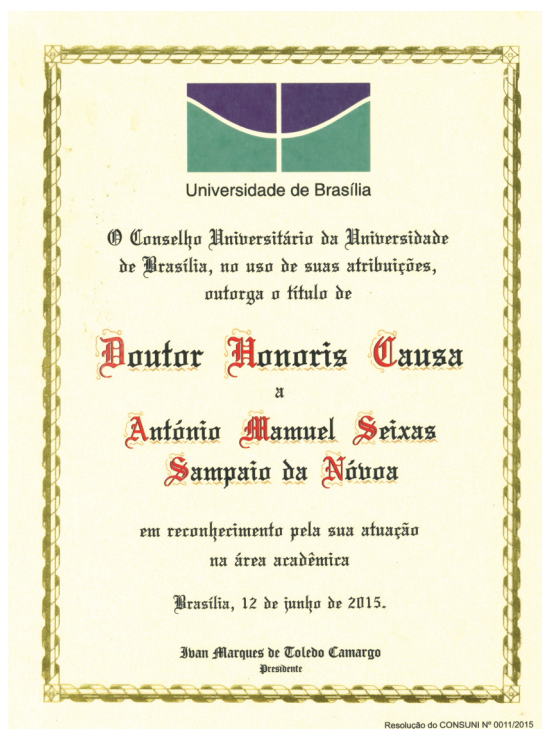 Universidade de Brasília
O Conselho Universitário da Universidade
de Brasília, no uso de suas atribuições,
outorga o título de
Doutor Honoris Causa
a
António Mamuel Seixas
Sampaio da Nóvoa
em reconhecimento pela sua atuação
na área acadêmica
Brasília, 12 de junho de 2015.
Ivan Marques de Toledo Camargo
Presidente
Resolução do CONSUNI Nº 0011/2015